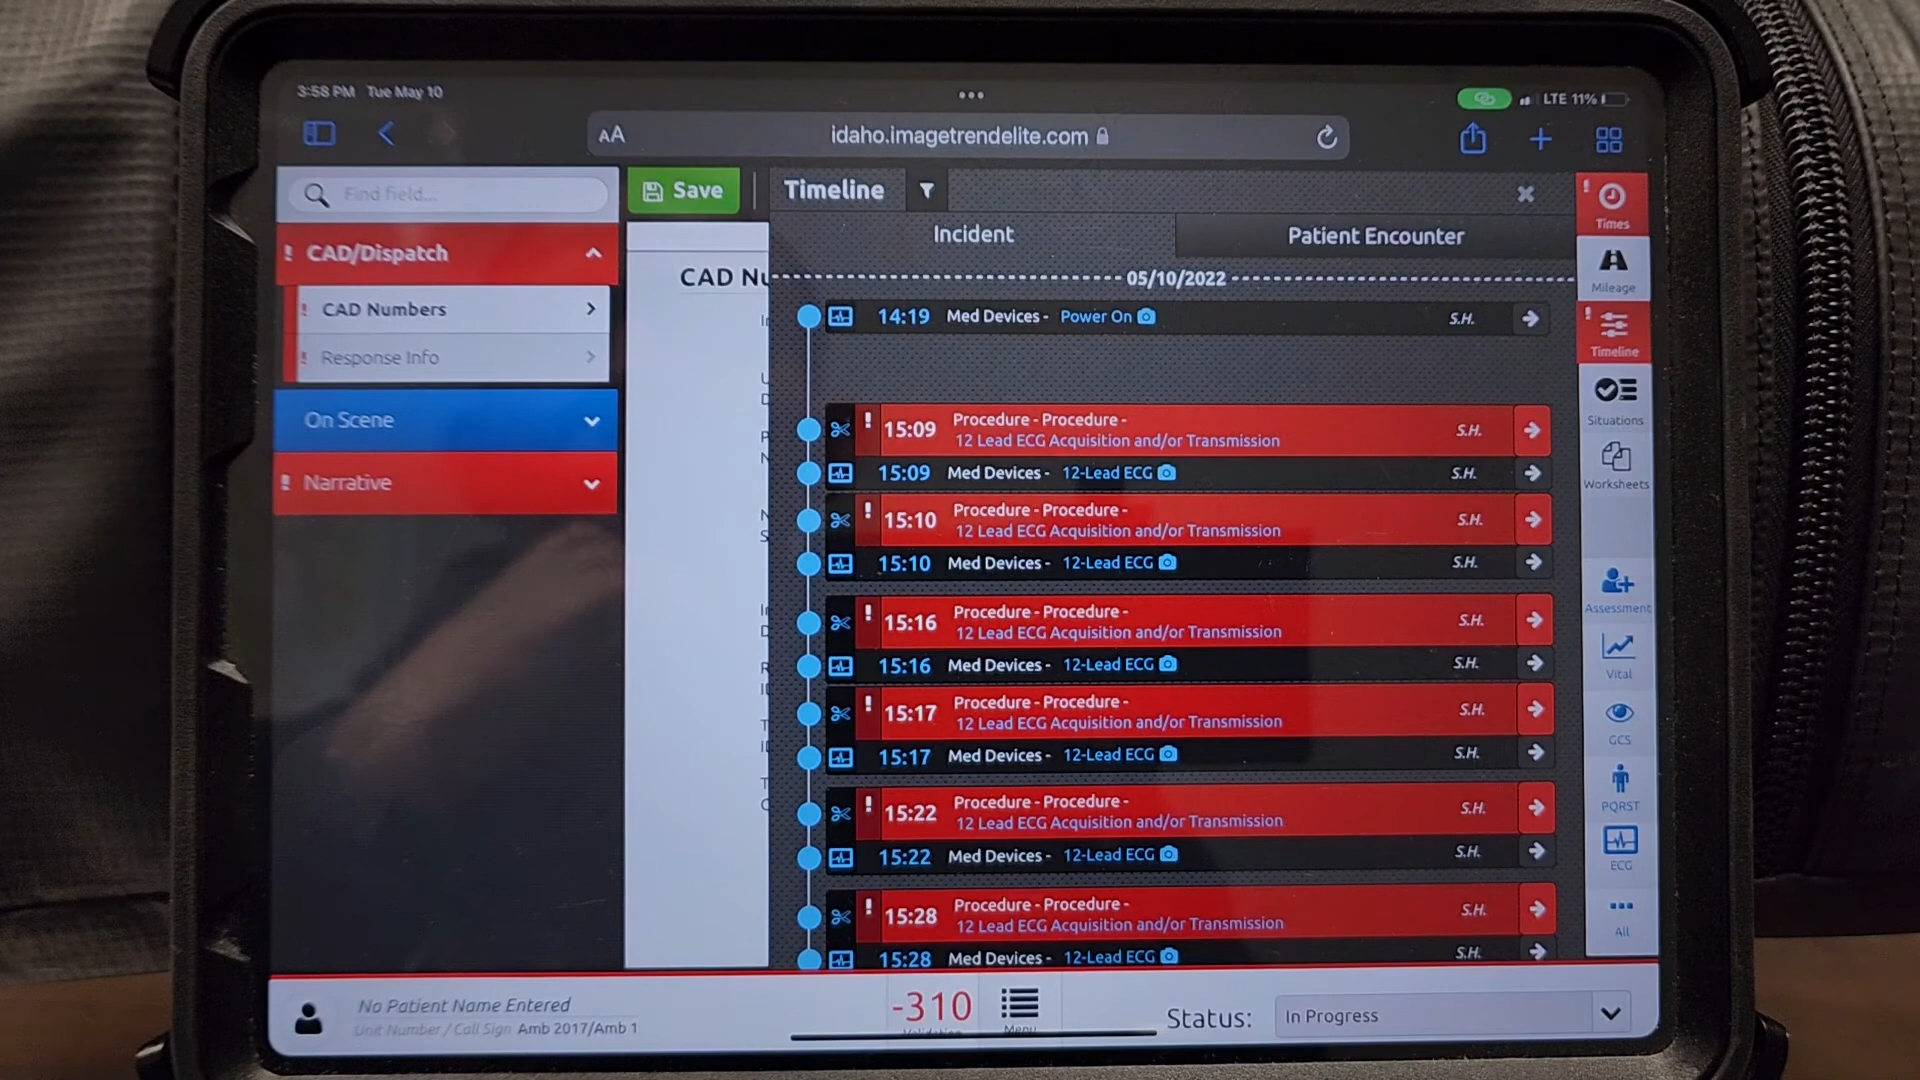 3:58 PM Tue May 10
LTE 11%
AA idaho.imagetrendelite.com
Find field...
Save
Timeline
Times
CAD/Dispatch
Incident
Patient Encounter
Mileage
CAD Numbers
CAD Nu
05/10/2022
14:19 Med Devices - Power On S.H.
Response Info
Timeline
On Scene
15:09 Procedure - Procedure -
12 Lead ECG Acquisition and/or Transmission S.H.
Situations
15:09 Med Devices - 12-Lead ECG S.H.
Narrative
Worksheets
15:10 Procedure - Procedure -
12 Lead ECG Acquisition and/or Transmission S.H.
15:10 Med Devices - 12-Lead ECG S.H.
15:16 Procedure - Procedure -
12 Lead ECG Acquisition and/or Transmission S.H.
Assessment
15:16 Med Devices - 12-Lead ECG S.H.
Vital
15:17 Procedure - Procedure -
12 Lead ECG Acquisition and/or Transmission S.H.
GCS
15:17 Med Devices - 12-Lead ECG S.H.
15:22 Procedure - Procedure -
12 Lead ECG Acquisition and/or Transmission S.H.
PQRST
15:22 Med Devices - 12-Lead ECG S.H.
ECG
15:28 Procedure - Procedure -
12 Lead ECG Acquisition and/or Transmission S.H.
All
15:28 Med Devices - 12-Lead ECG S.H.
No Patient Name Entered
Unit Number / Call Sign Amb 2017/Amb 1
-310
Validation
Menu
Status: In Progress